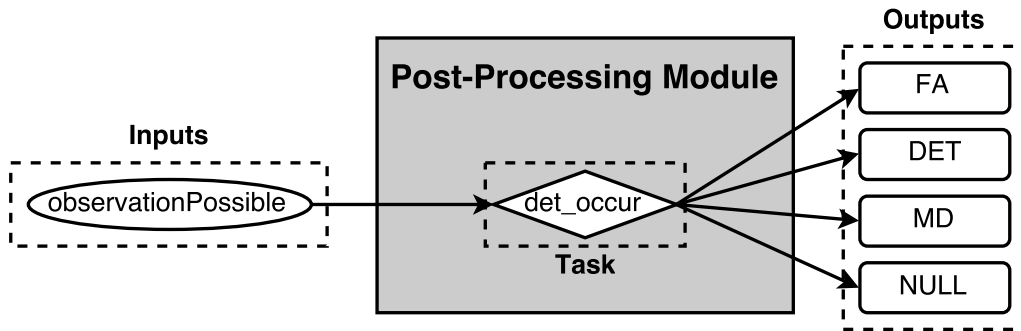 Outputs
Post-Processing Module
FA
Inputs
DET
observationPossible
det_occur
MD
Task
NULL